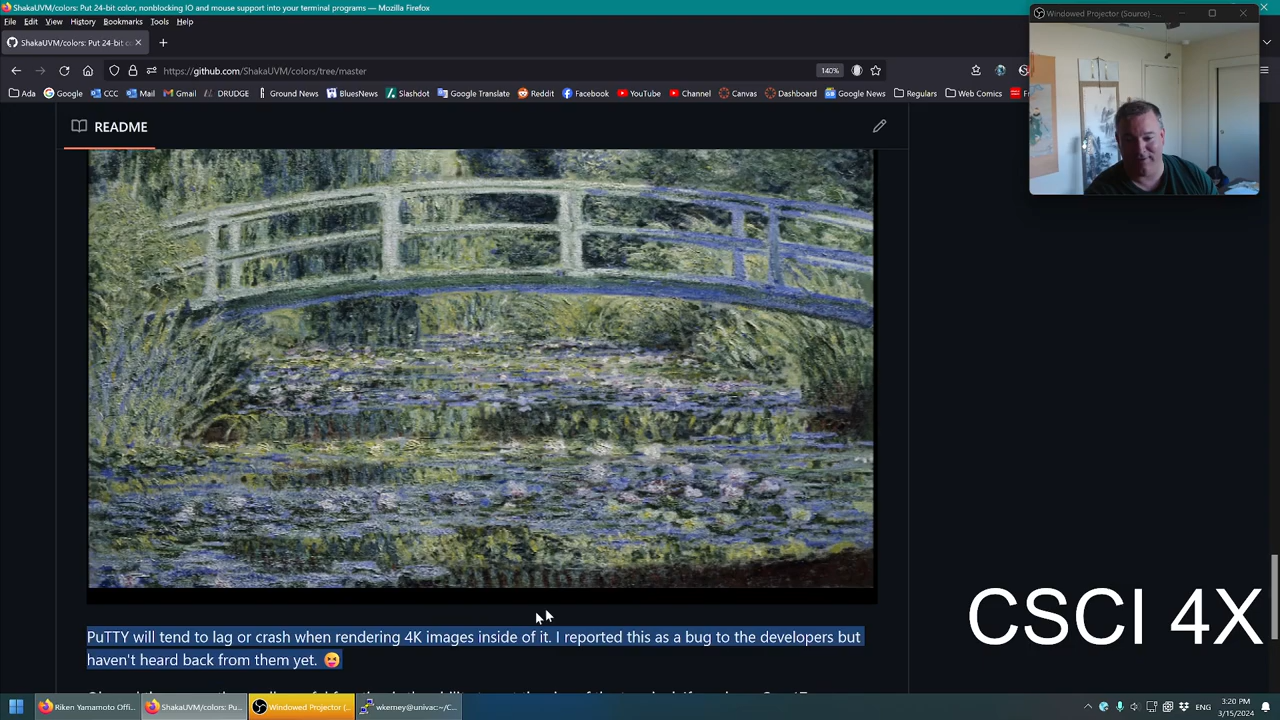 ShakaUVM/colors: Put 24-bit color, nonblocking IO and mouse support into your terminal programs — Mozilla Firefox
File Edit View History Bookmarks Tools Help
ShakaUVM/colors: Put 24-bit c
https://github.com/ShakaUVM/colors/tree/master
140%
Ada Google CCC Mail Gmail DRUDGE Ground News BluesNews Slashdot Google Translate Reddit Facebook YouTube Channel Canvas Dashboard Google News Regulars Web Comics
Windowed Projector (Source) -...
README
PuTTY will tend to lag or crash when rendering 4K images inside of it. I reported this as a bug to the developers but
haven't heard back from them yet. 😝
CSCI 4X
Riken Yamamoto Offi...
ShakaUVM/colors: Pu...
Windowed Projector (...
wkerney@univac:~/C...
ENG
3:20 PM
3/15/2024